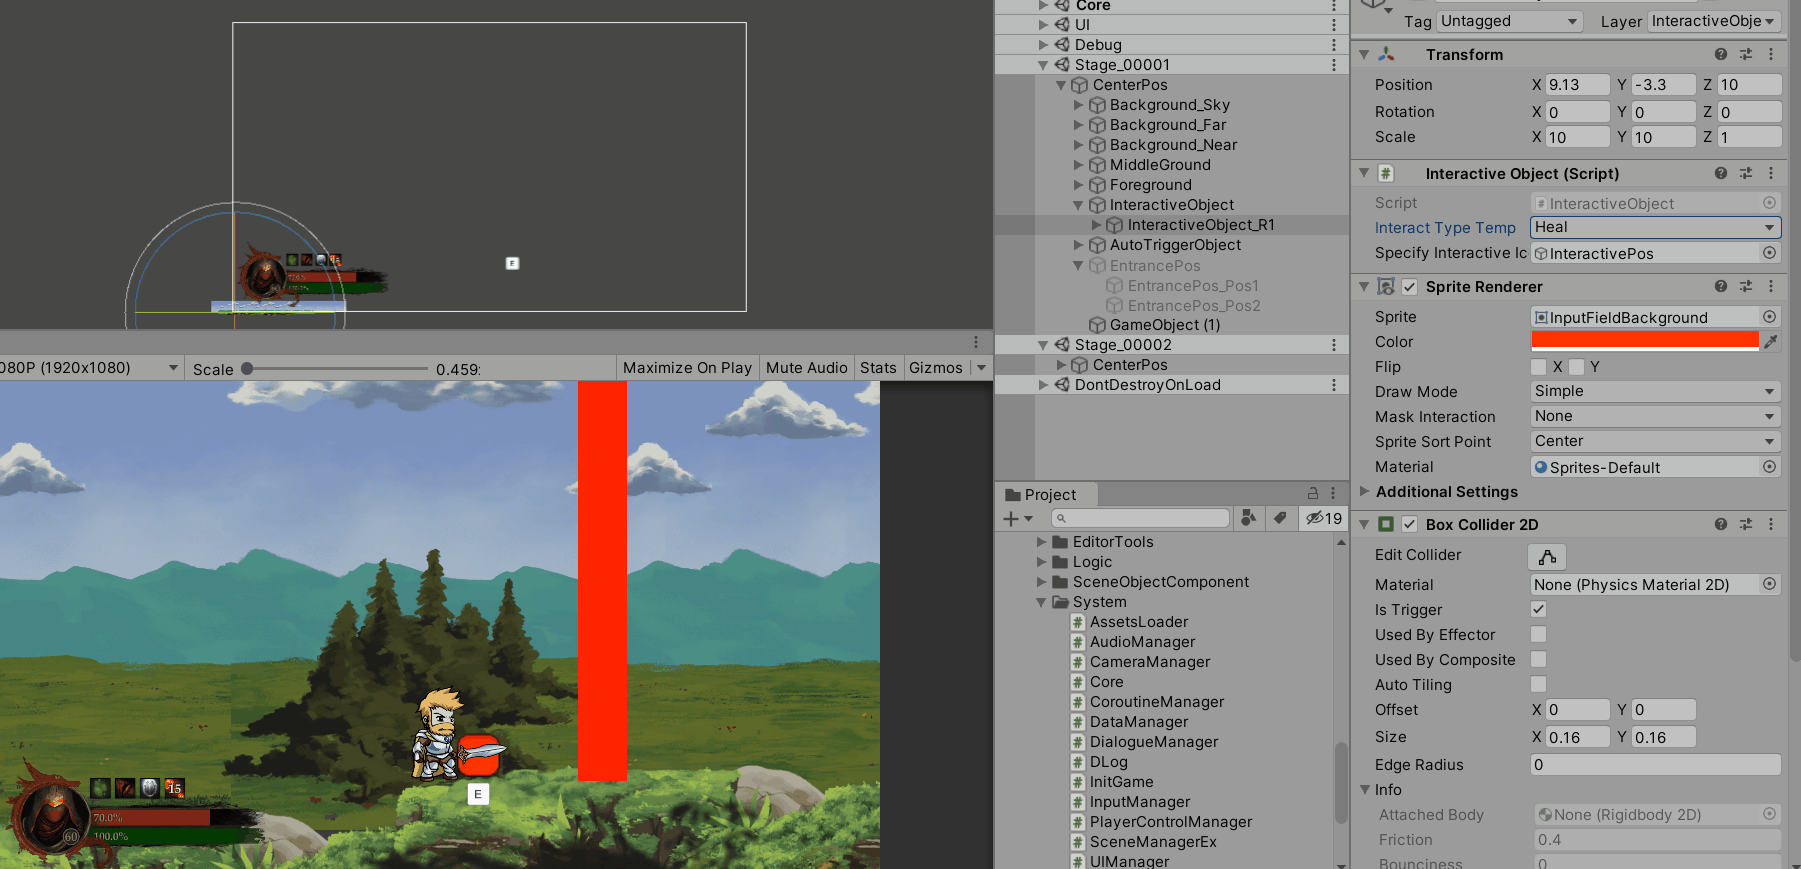 E
77.0%
100.0%
080P (1920x1080)
Scale
0.459:
Maximize On Play
Mute Audio
Stats
Gizmos
E
15
70.0%
100.0%
60
Core
UI
Debug
Stage_00001
CenterPos
Background_Sky
Background_Far
Background_Near
MiddleGround
Foreground
InteractiveObject
InteractiveObject_R1
AutoTriggerObject
EntrancePos
EntrancePos_Pos1
EntrancePos_Pos2
GameObject (1)
Stage_00002
CenterPos
DontDestroyOnLoad
Project
19
EditorTools
Logic
SceneObjectComponent
System
AssetsLoader
AudioManager
CameraManager
Core
CoroutineManager
DataManager
DialogueManager
DLog
InitGame
InputManager
PlayerControlManager
SceneManagerEx
UIManager
Tag Untagged Layer InteractiveObje
Transform
Position X 9.13 Y -3.3 Z 10
Rotation X 0 Y 0 Z 0
Scale X 10 Y 10 Z 1
Interactive Object (Script)
Script # InteractiveObject
Interact Type Temp Heal
Specify Interactive Ic InteractivePos
Sprite Renderer
Sprite InputFieldBackground
Color
Flip X Y
Draw Mode Simple
Mask Interaction None
Sprite Sort Point Center
Material Sprites-Default
Additional Settings
Box Collider 2D
Edit Collider
Material None (Physics Material 2D)
Is Trigger
Used By Effector
Used By Composite
Auto Tiling
Offset X 0 Y 0
Size X 0.16 Y 0.16
Edge Radius 0
Info
Attached Body None (Rigidbody 2D)
Friction 0.4
Bounciness 0